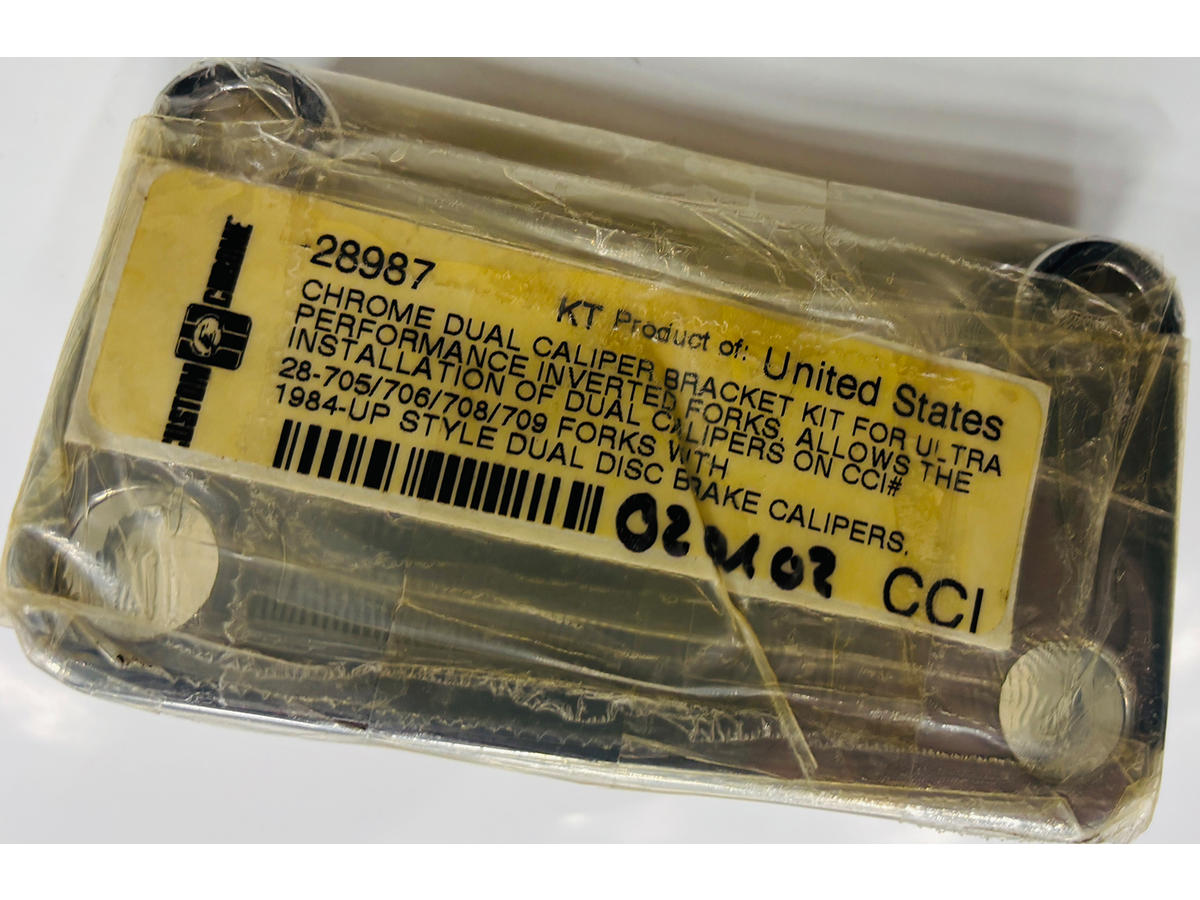 28987
KT Product of: United States
CHROME DUAL CALIPER BRACKET KIT FOR ULTRA
PERFORMANCE INVERTED FORKS. ALLOWS THE
INSTALLATION OF DUAL CALIPERS ON CCI#
28-705/706/708/709 FORKS WITH
1984-UP STYLE DUAL DISC BRAKE CALIPERS.
CCI
CHROME